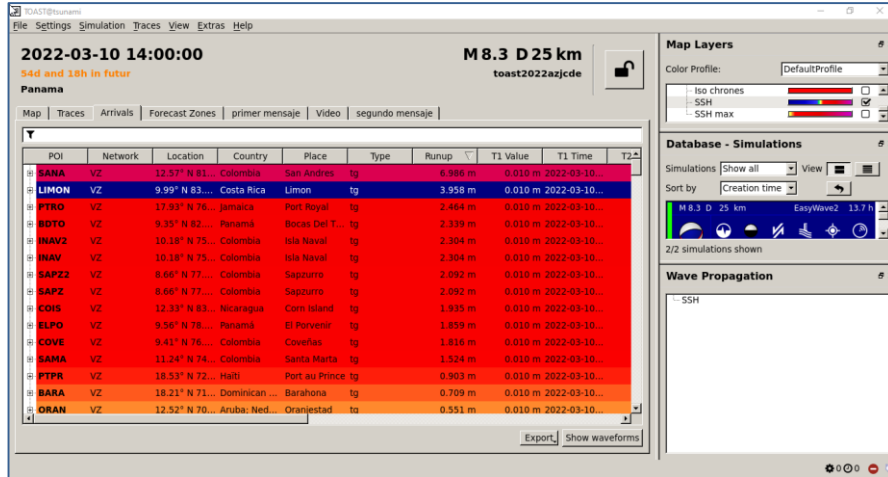 TOAST@tsunami
File Settings Simulation Traces View Extras Help
2022-03-10 14:00:00
M 8.3 D 25 km
54d and 18h in futur
toast2022azjcde
Panama
Map Traces Arrivals Forecast Zones primer mensaje Video segundo mensaje
POI Network Location Country Place Type Runup T1 Value T1 Time T2
SANA VZ 12.57° N 81... Colombia San Andres tg 6.986 m 0.010 m 2022-03-10...
LIMON VZ 9.99° N 83.... Costa Rica Limon tg 3.958 m 0.010 m 2022-03-10...
PTRO VZ 17.93° N 76... Jamaica Port Royal tg 2.464 m 0.010 m 2022-03-10...
BOTO VZ 9.35° N 82.... Panamá Bocas Del T... tg 2.339 m 0.010 m 2022-03-10...
INAV2 VZ 10.18° N 75... Colombia Isla Naval tg 2.304 m 0.010 m 2022-03-10...
INAV VZ 10.18° N 75... Colombia Isla Naval tg 2.304 m 0.010 m 2022-03-10...
SAPZ2 VZ 8.66° N 77.... Colombia Sapzurro tg 2.092 m 0.010 m 2022-03-10...
SAPZ VZ 8.66° N 77.... Colombia Sapzurro tg 2.092 m 0.010 m 2022-03-10...
COIS VZ 12.33° N 83... Nicaragua Corn Island tg 1.935 m 0.010 m 2022-03-10...
ELPO VZ 9.56° N 78.... Panama El Porvenir tg 1.859 m 0.010 m 2022-03-10...
COVE VZ 9.41° N 76.... Colombia Coveñas tg 1.816 m 0.010 m 2022-03-10...
SAMA VZ 11.24° N 74... Colombia Santa Marta tg 1.524 m 0.010 m 2022-03-10...
PTPR VZ 18.53° N 72... Haïti Port au Prince tg 0.903 m 0.010 m 2022-03-10...
BARA VZ 18.21° N 71... Dominican ... Barahona tg 0.709 m 0.010 m 2022-03-10...
ORAN VZ 12.52° N 70... Aruba; Ned... Oranjestad tg 0.551 m 0.010 m 2022-03-10...
Export Show waveforms
Map Layers
Color Profile: DefaultProfile
Iso chrones
SSH
SSH max
Database - Simulations
Simulations Show all View
Sort by Creation time
M 8.3 D 25 km EasyWave2 13.7 h
2/2 simulations shown
Wave Propagation
SSH
0 0 0